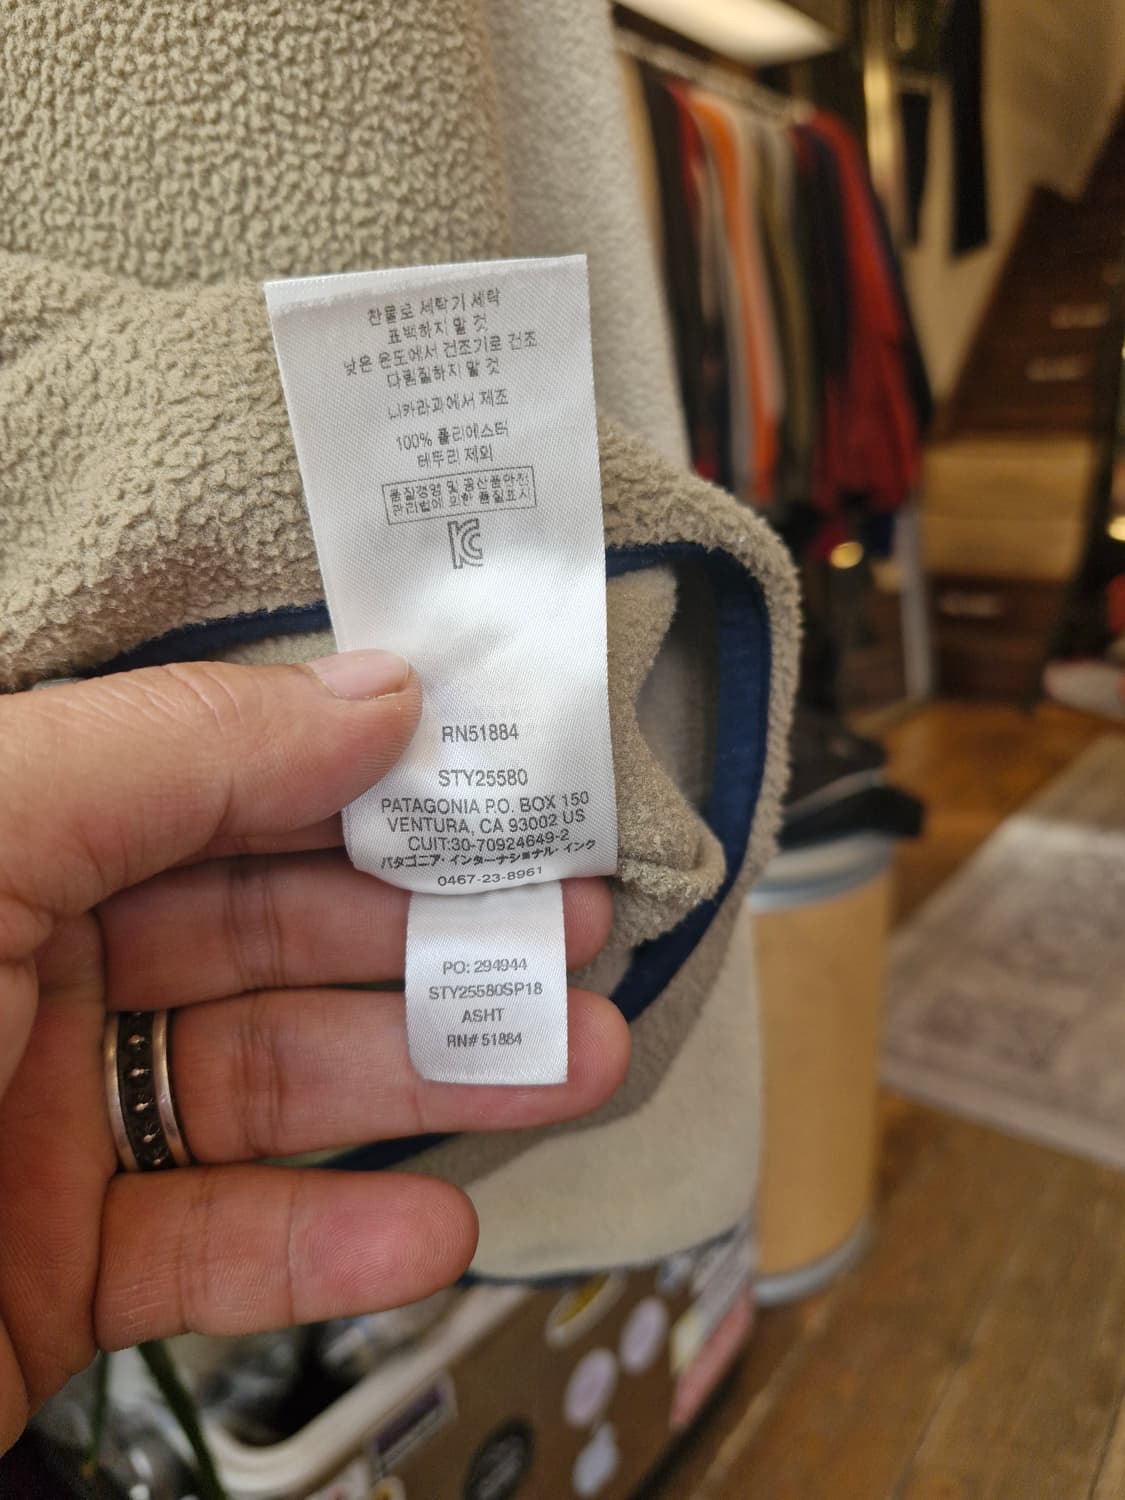 찬물로 세탁기 세탁
표백하지 말 것
낮은 온도에서 건조기로 건조
다림질하지 말 것
니카라과에서 제조
100% 폴리에스터
테두리 제외
품질경영 및 공산품안전
관리법에 의한 품질표시
RN51884
STY25580
PATAGONIA P.O. BOX 150
VENTURA, CA 93002 US
CUIT:30-70924649-2
パタゴニア・インターナショナル・インク
0467-23-8961
PO: 294944
STY25580SP18
ASHT
RN# 51884